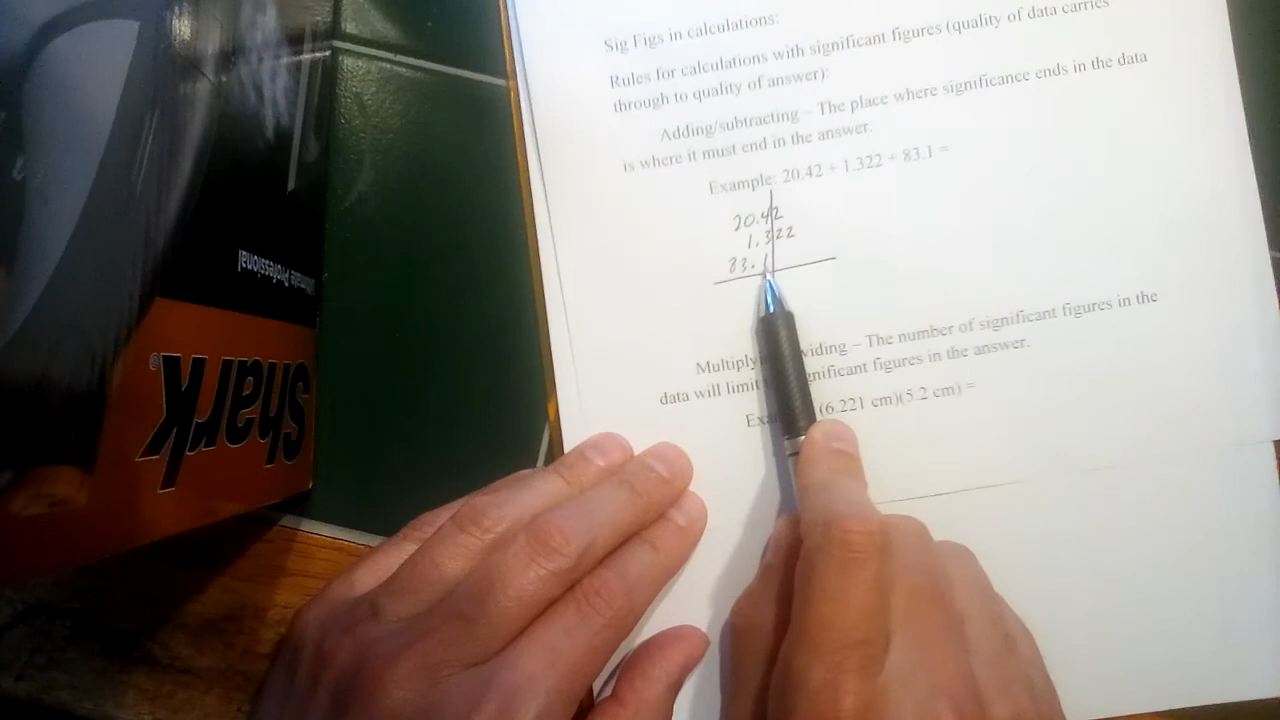 Sig Figs in calculations:
Rules for calculations with significant figures (quality of data carries
through to quality of answer):
Adding/subtracting – The place where significance ends in the data
is where it must end in the answer.
Example: 20.42 + 1.322 + 83.1 =
20.42
1.322
83.1
Multiply viding – The number of significant figures in the
data will limit gnificant figures in the answer.
Exa (6.221 cm)(5.2 cm) =
Shark®
Ultimate Professional